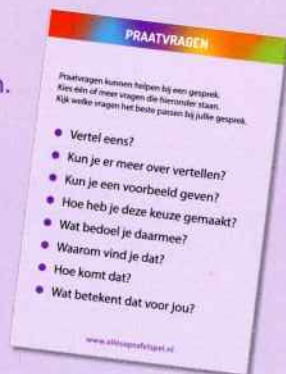 n.
PRAATVRAGEN
Praatvragen kunnen helpen bij een gesprek.
Kies één of meer vragen die hieronder staan.
Kijk welke vragen het beste passen bij jullie gesprek.
• Vertel eens?
• Kun je er meer over vertellen?
• Kun je een voorbeeld geven?
• Hoe heb je deze keuze gemaakt?
• Wat bedoel je daarmee?
• Waarom vind je dat?
• Hoe komt dat?
• Wat betekent dat voor jou?
www.allesoptafelspel.nl